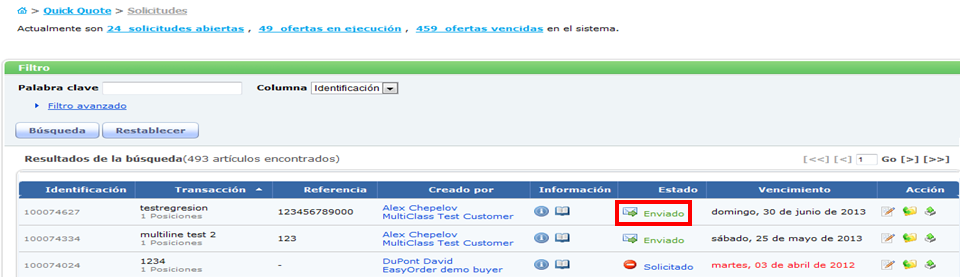 > Quick Quote > Solicitudes
Actualmente son 24 solicitudes abiertas , 49 ofertas en ejecución , 459 ofertas vencidas en el sistema.
Filtro
Palabra clave Columna Identificación
Filtro avanzado
Búsqueda Restablecer
Resultados de la búsqueda(493 artículos encontrados) [<<] [<] 1 Go [>] [>>]
Identificación Transacción Referencia Creado por Información Estado Vencimiento Acción
100074627 testregresion 123456789000 Alex Chepelov Enviado domingo, 30 de junio de 2013
1 Posiciones MultiClass Test Customer
100074334 multiline test 2 123 Alex Chepelov Enviado sábado, 25 de mayo de 2013
1 Posiciones MultiClass Test Customer
100074024 1234 - DuPont David Solicitado martes, 03 de abril de 2012
1 Posiciones EasyOrder demo buyer